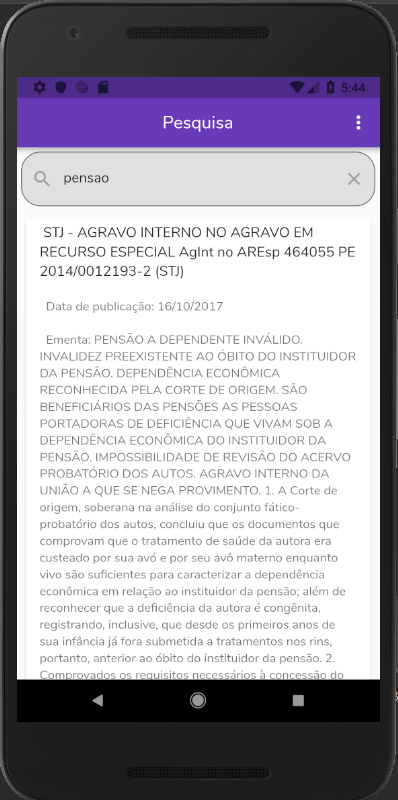 5:44
Pesquisa
pensao
STJ - AGRAVO INTERNO NO AGRAVO EM
RECURSO ESPECIAL AgInt no AREsp 464055 PE
2014/0012193-2 (STJ)
Data de publicação: 16/10/2017
Ementa: PENSÃO A DEPENDENTE INVÁLIDO.
INVALIDEZ PREEXISTENTE AO ÓBITO DO INSTITUIDOR
DA PENSÃO. DEPENDÊNCIA ECONÔMICA
RECONHECIDA PELA CORTE DE ORIGEM. SÃO
BENEFICIÁRIOS DAS PENSÕES AS PESSOAS
PORTADORAS DE DEFICIÊNCIA QUE VIVAM SOB A
DEPENDÊNCIA ECONÔMICA DO INSTITUIDOR DA
PENSÃO. IMPOSSIBILIDADE DE REVISÃO DO ACERVO
PROBATÓRIO DOS AUTOS. AGRAVO INTERNO DA
UNIÃO A QUE SE NEGA PROVIMENTO. 1. A Corte de
origem, soberana na análise do conjunto fático-
probatório dos autos, concluiu que os documentos que
comprovam que o tratamento de saúde da autora era
custeado por sua avó e por seu avô materno enquanto
vivo são suficientes para caracterizar a dependência
econômica em relação ao instituidor da pensão; além de
reconhecer que a deficiência da autora é congênita,
registrando, inclusive, que desde os primeiros anos de
sua infância já fora submetida a tratamentos nos rins,
portanto, anterior ao óbito do instituidor da pensão. 2.
Comprovados os requisitos necessários à concessão do